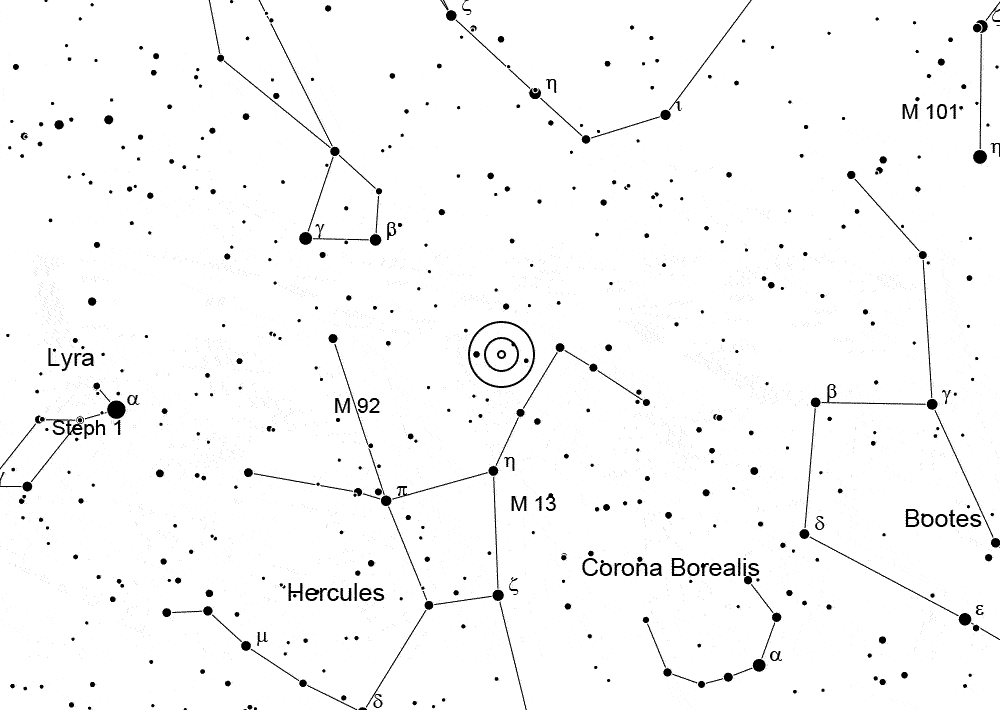 ζ
ζ
η
ι
M 101
η
γ
β
Lyra
α
β
γ
M 92
Steph 1
π
η
M 13
δ
Bootes
Corona Borealis
Hercules
ζ
ε
μ
α
δ